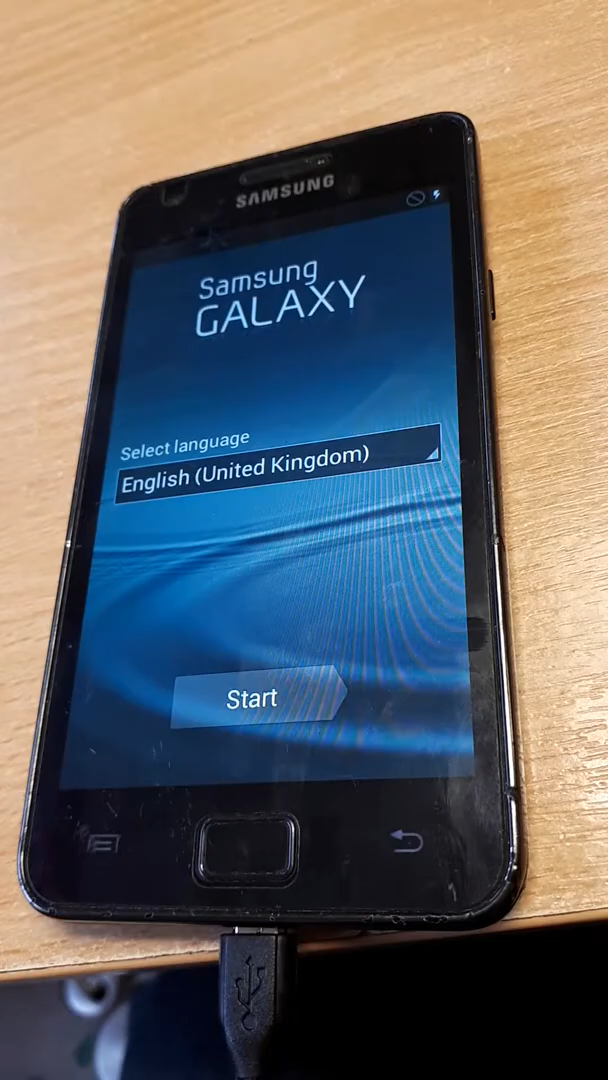 SAMSUNG
Samsung
GALAXY
Select language
English (United Kingdom)
Start